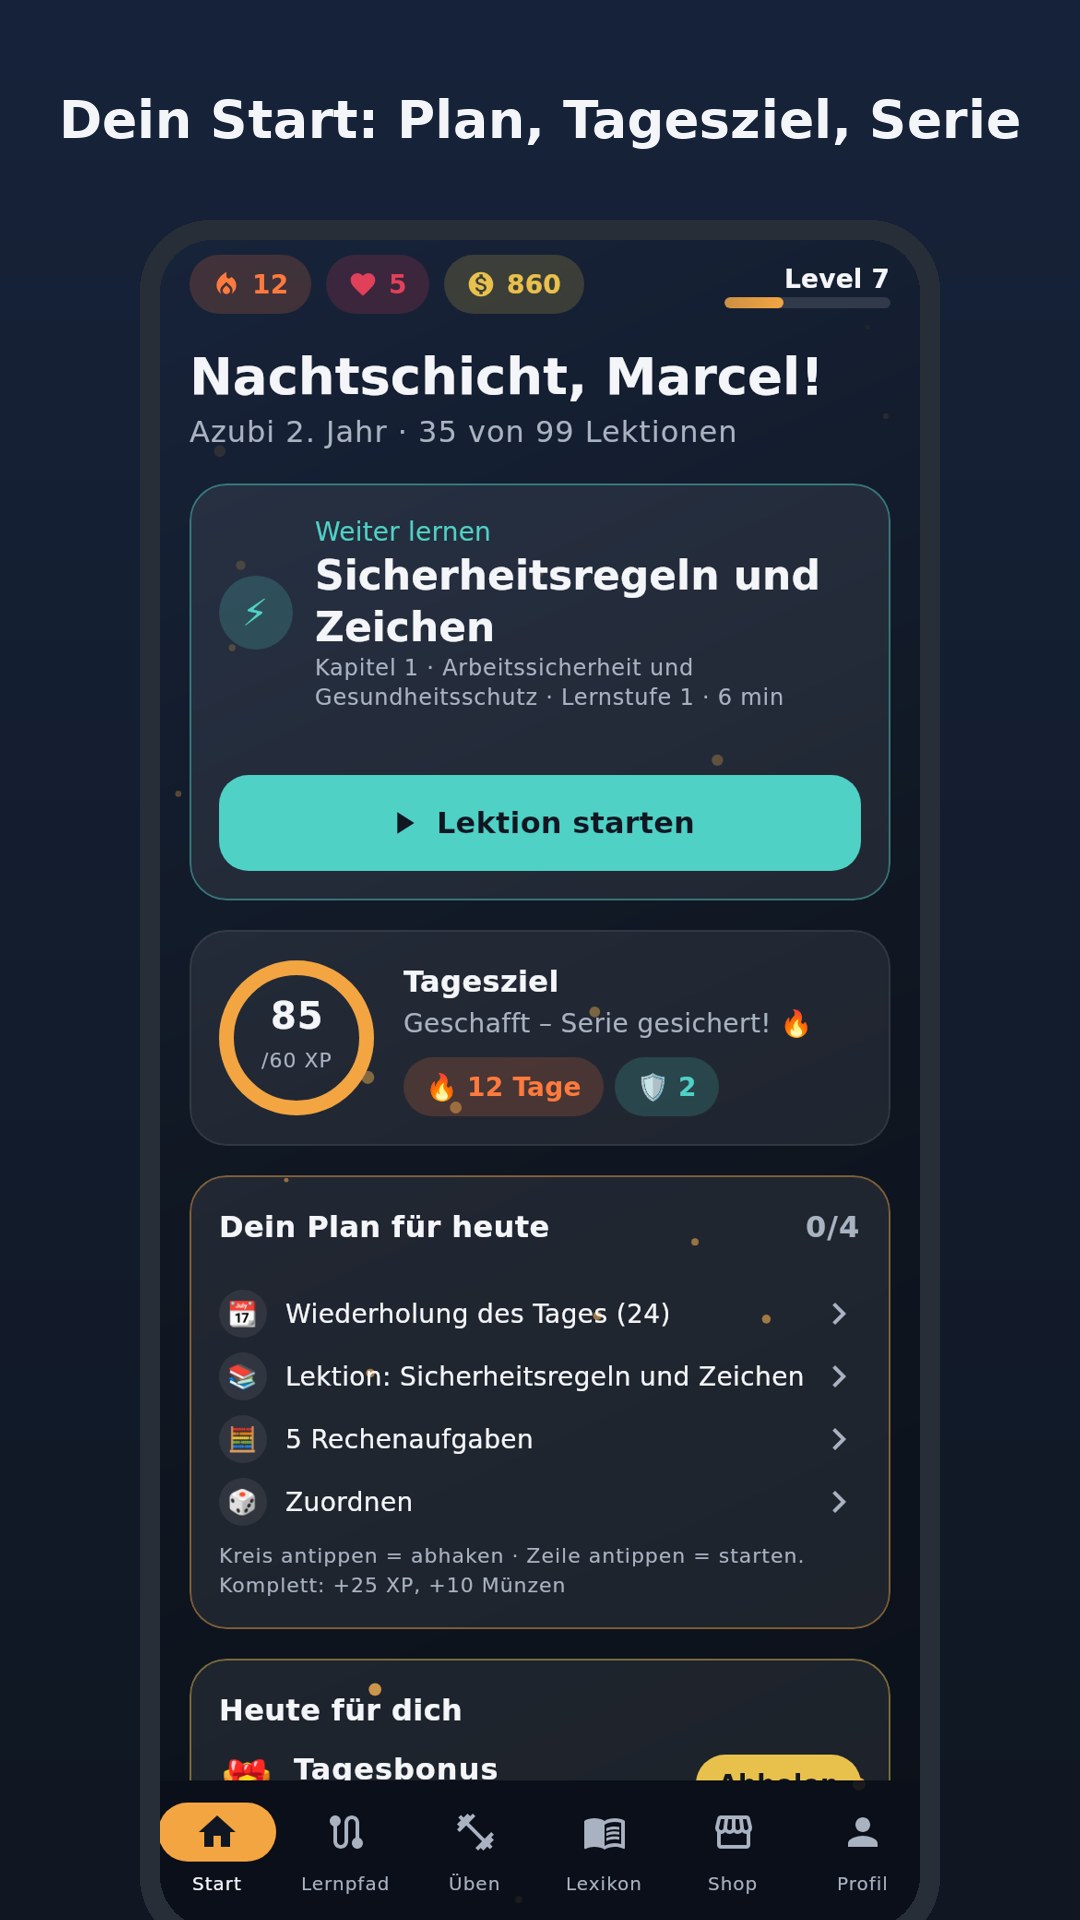 Dein Start: Plan, Tagesziel, Serie
12 5 860 Level 7
Nachtschicht, Marcel!
Azubi 2. Jahr · 35 von 99 Lektionen
Weiter lernen
Sicherheitsregeln und
Zeichen
Kapitel 1 · Arbeitssicherheit und
Gesundheitsschutz · Lernstufe 1 · 6 min
Lektion starten
85
/60 XP
Tagesziel
Geschafft – Serie gesichert! 🔥
🔥 12 Tage 🛡️ 2
Dein Plan für heute 0/4
Wiederholung des Tages (24)
Lektion: Sicherheitsregeln und Zeichen
5 Rechenaufgaben
Zuordnen
Kreis antippen = abhaken · Zeile antippen = starten.
Komplett: +25 XP, +10 Münzen
Heute für dich
Tagesbonus
Abholen
Start Lernpfad Üben Lexikon Shop Profil